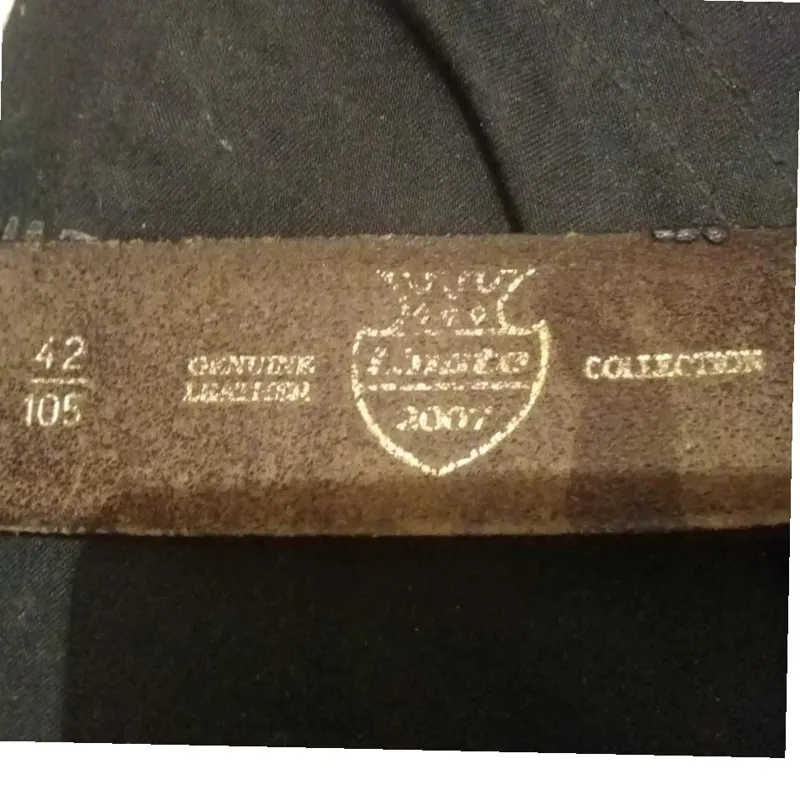 42
105
GENUINE
LEATHER
2007
COLLECTION